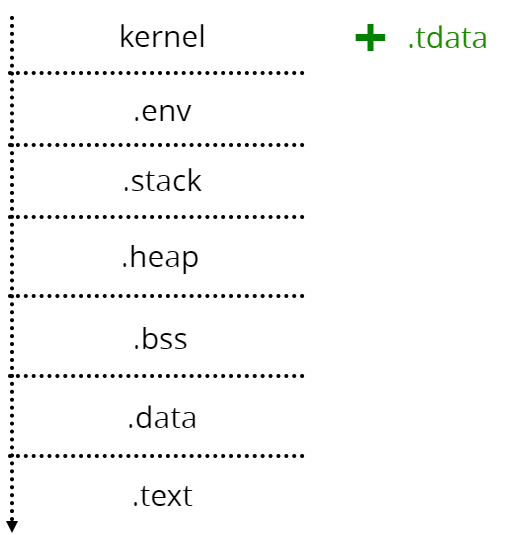 kernel + .tdata
.env
.stack
.heap
.bss
.data
.text